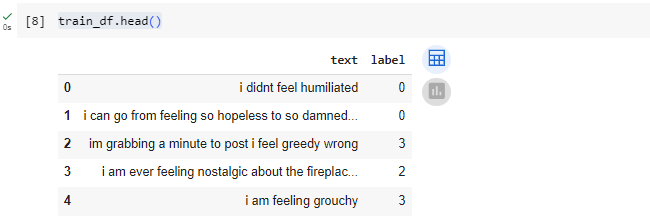 [8] train_df.head()
0s
text label
0 i didnt feel humiliated 0
1 i can go from feeling so hopeless to so damned... 0
2 im grabbing a minute to post i feel greedy wrong 3
3 i am ever feeling nostalgic about the fireplac... 2
4 i am feeling grouchy 3